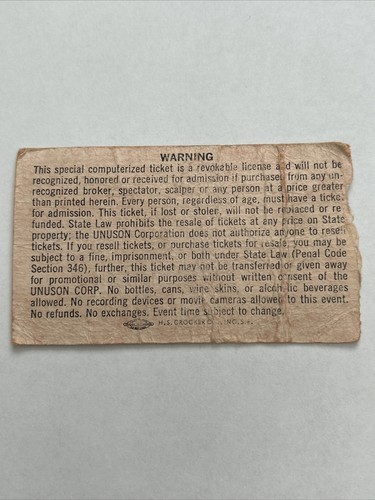 WARNING
This special computerized ticket is a revokable license and will not be
recognized, honored or received for admission if purchased from any un-
recognized broker, spectator, scalper or any person at a price greater
than printed herein. Every person, regardless of age, must have a ticket
for admission. This ticket, if lost or stolen, will not be replaced or re-
funded. State Law prohibits the resale of tickets at any price on State
property; the UNUSON Corporation does not authorize anyone to resell
tickets. If you resell tickets, or purchase tickets for resale, you may be
subject to a fine, imprisonment, or both under State Law (Penal Code
Section 346), further, this ticket may not be transferred or given away
for promotional or similar purposes without written consent of the
UNUSON CORP. No bottles, cans, wine skins, or alcoholic beverages
allowed. No recording devices or movie cameras allowed to this event.
No refunds. No exchanges. Event time subject to change.
H.S. CROCKER CO., INC.